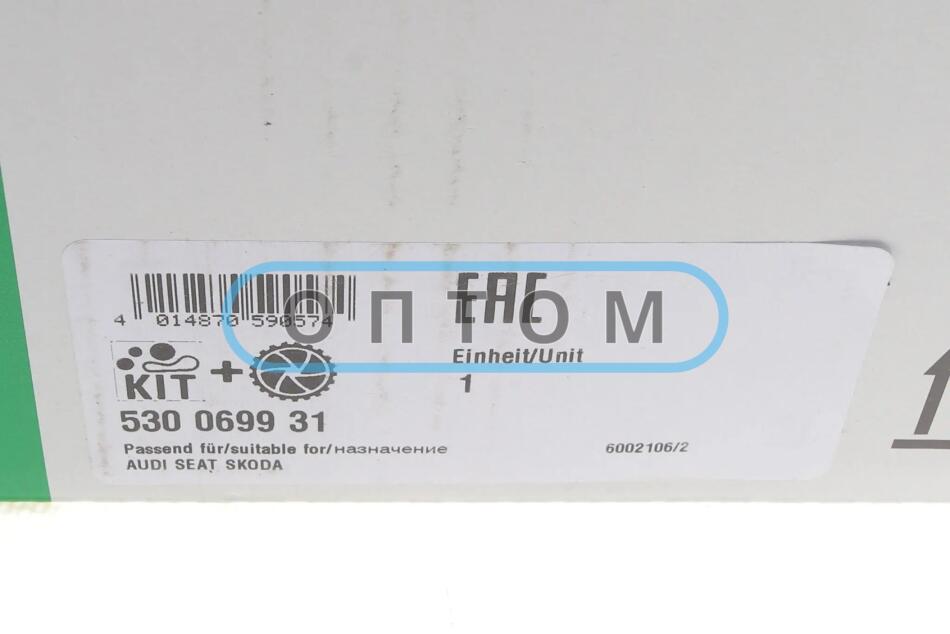 EAC
4 014870 590574
ОПТОМ
Einheit/Unit
1
KIT +
530 0699 31
Passend für/suitable for/назначение
6002106/2
AUDI SEAT SKODA